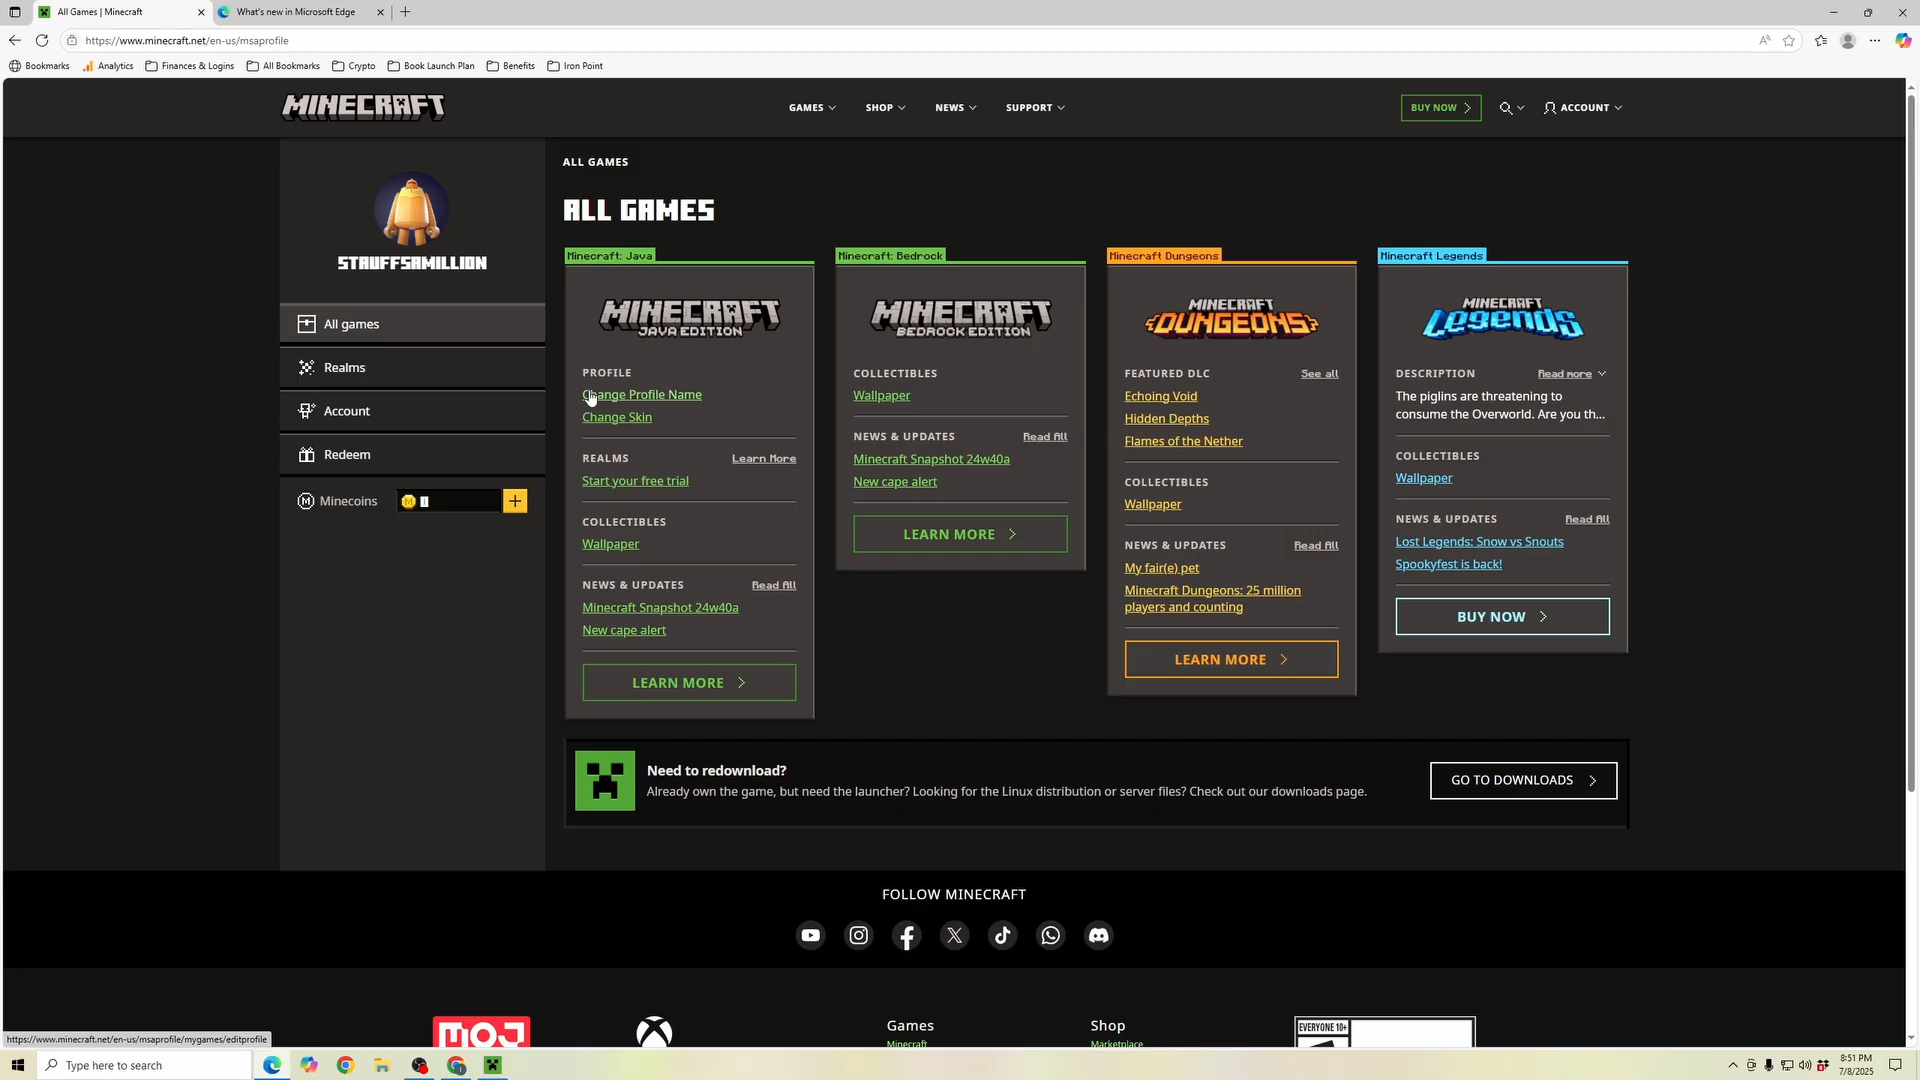 All Games | Minecraft
What's new in Microsoft Edge
https://www.minecraft.net/en-us/msaprofile
Bookmarks
Analytics
Finances & Logins
All Bookmarks
Crypto
Book Launch Plan
Benefits
Iron Point
MINECRAFT
GAMES
SHOP
NEWS
SUPPORT
BUY NOW
ACCOUNT
STAUFFSAMILLION
All games
Realms
Account
Redeem
Minecoins
ALL GAMES
ALL GAMES
Minecraft: Java
MINECRAFT
JAVA EDITION
PROFILE
Change Profile Name
Change Skin
REALMS
Learn More
Start your free trial
COLLECTIBLES
Wallpaper
NEWS & UPDATES
Read All
Minecraft Snapshot 24w40a
New cape alert
LEARN MORE
Minecraft: Bedrock
MINECRAFT
BEDROCK EDITION
COLLECTIBLES
Wallpaper
NEWS & UPDATES
Read All
Minecraft Snapshot 24w40a
New cape alert
LEARN MORE
Minecraft Dungeons
MINECRAFT
DUNGEONS
FEATURED DLC
See all
Echoing Void
Hidden Depths
Flames of the Nether
COLLECTIBLES
Wallpaper
NEWS & UPDATES
Read All
My fair(e) pet
Minecraft Dungeons: 25 million
players and counting
LEARN MORE
Minecraft Legends
MINECRAFT
Legends
DESCRIPTION
Read more
The piglins are threatening to
conquer the Overworld. Are you th...
COLLECTIBLES
Wallpaper
NEWS & UPDATES
Read All
Lost Legends: Snow vs Snouts
Spookyfest is back!
BUY NOW
Need to redownload?
Already own the game, but need the launcher? Looking for the Linux distribution or server files? Check out our downloads page.
GO TO DOWNLOADS
FOLLOW MINECRAFT
MOJ
Games
Minecraft
Shop
Marketplace
EVERYONE 10+
https://www.minecraft.net/en-us/msaprofile/mygames/editprofile
Type here to search
8:51 PM
7/8/2025